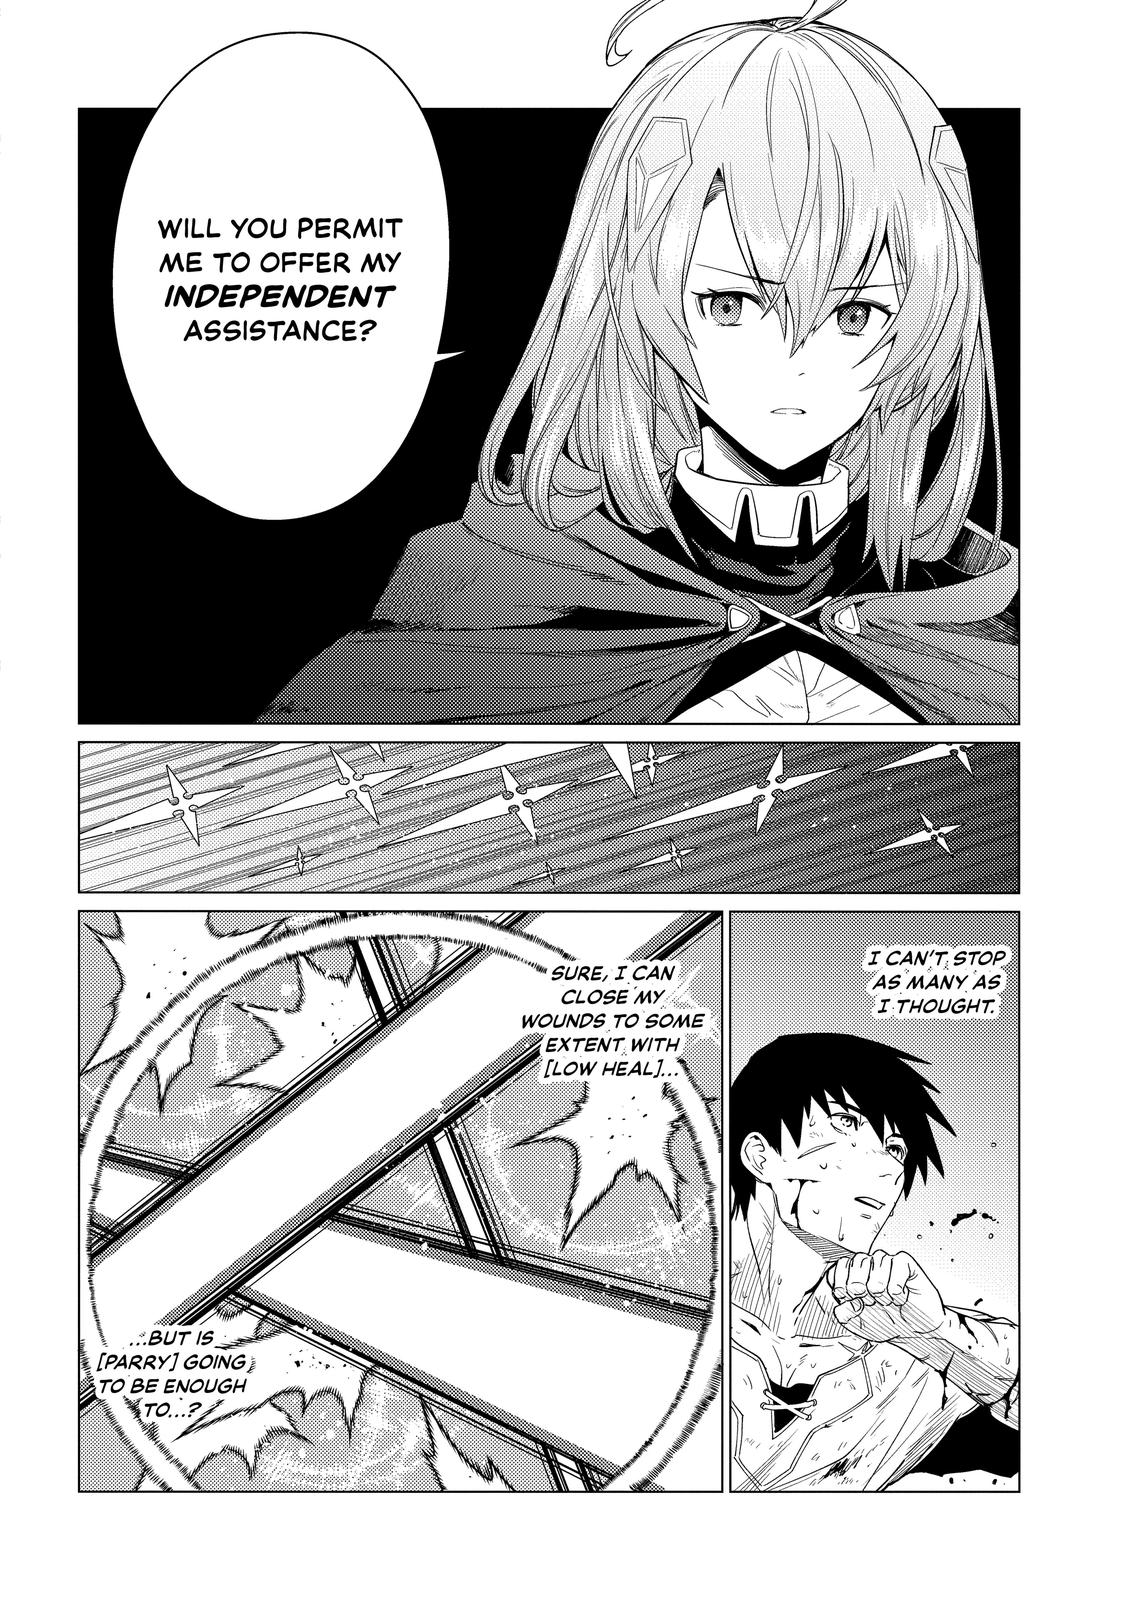 WILL YOU PERMIT
ME TO OFFER MY
INDEPENDENT
ASSISTANCE?
I CAN'T STOP
AS MANY AS
I THOUGHT.
SURE, I CAN
CLOSE MY
WOUNDS TO SOME
EXTENT WITH
[LOW HEAL]...
...BUT IS
[PARRY] GOING
TO BE ENOUGH
TO...?